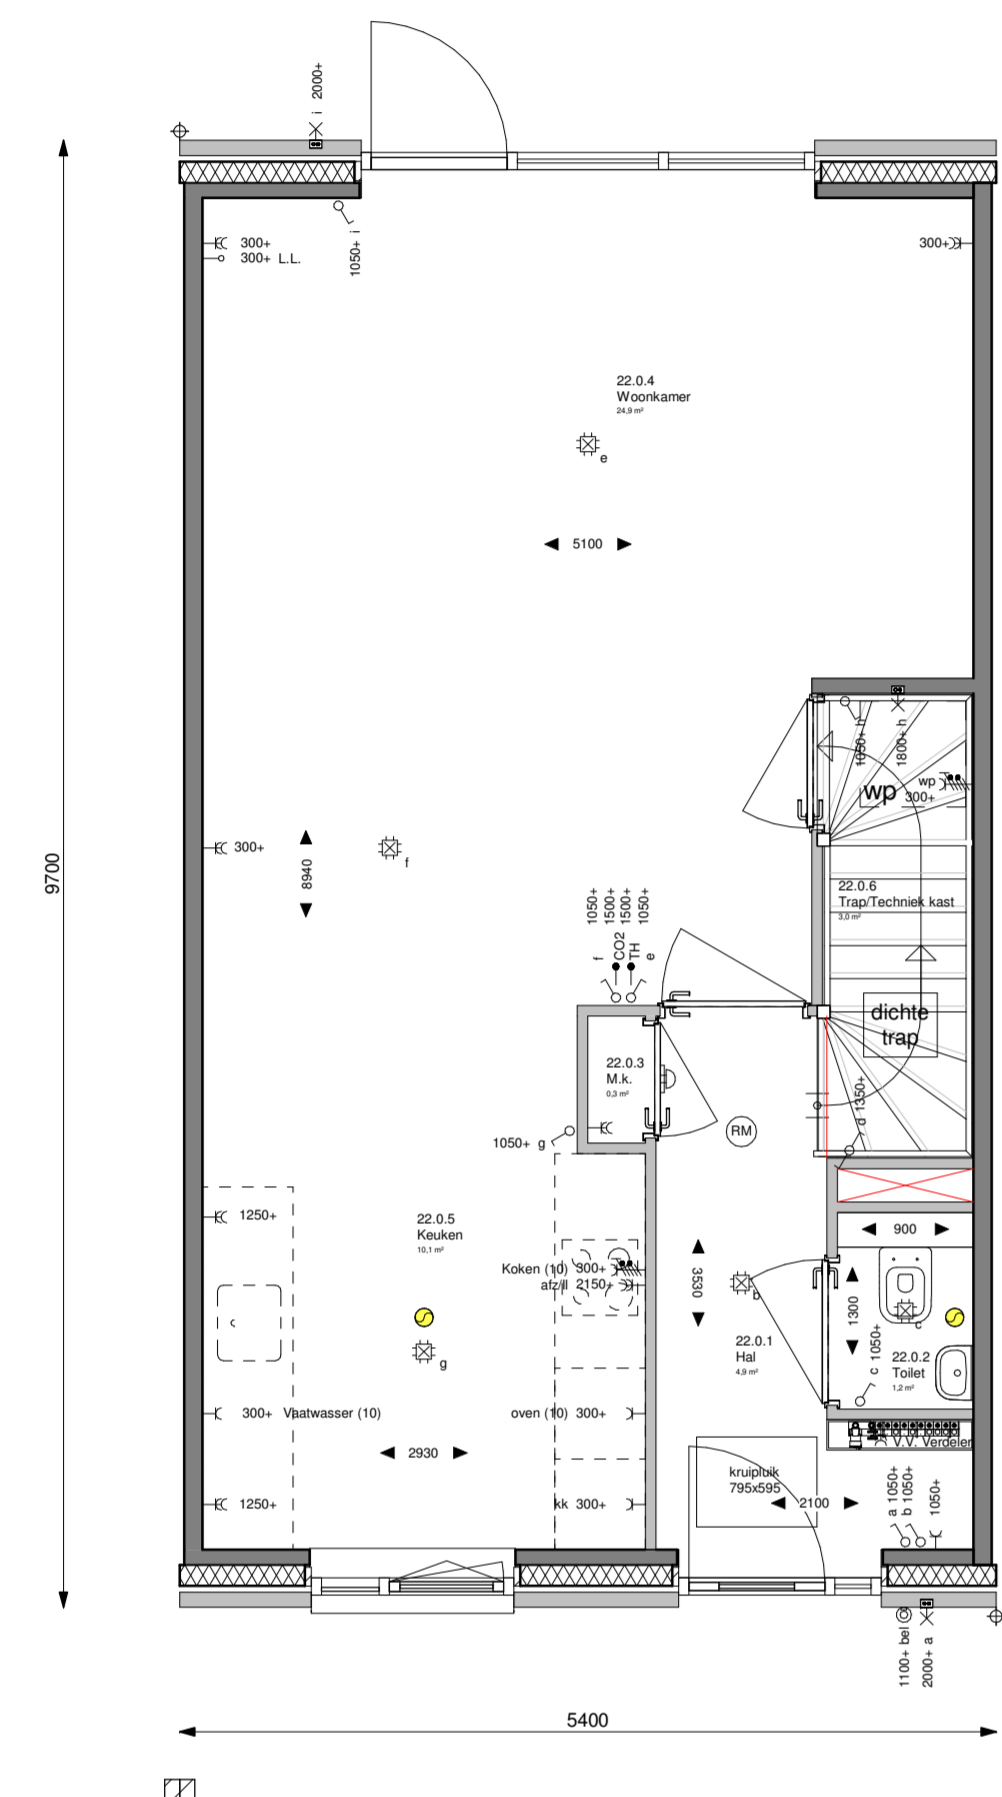 i 2000+
300+
300+ L.L.
1050+ i
300+
22.0.4
Woonkamer
24,9 m²
e
5100
1050+ h
1800+ h
wp
wp
300+
9700
300+
8940
f
22.0.6
Trap/Techniek kast
3,0 m²
f 1050+
CO2 1500+
TH 1500+
e 1050+
dichte
trap
22.0.3
M.k.
0,3 m²
d 1350+
RM
1050+ g
1250+
22.0.5
Keuken
10,1 m²
900
Koken (10) 300+
afz/ll 2150+
3530
b
1300
c
g
22.0.1
Hal
4,9 m²
c 1050+
22.0.2
Toilet
1,2 m²
300+ Vaatwasser (10)
oven (10) 300+
V.V. Verdeler
2930
kruipluik
795x595
2100
1250+
kk 300+
a 1050+
b 1050+
1050+
1100+ bel
2000+ a
5400